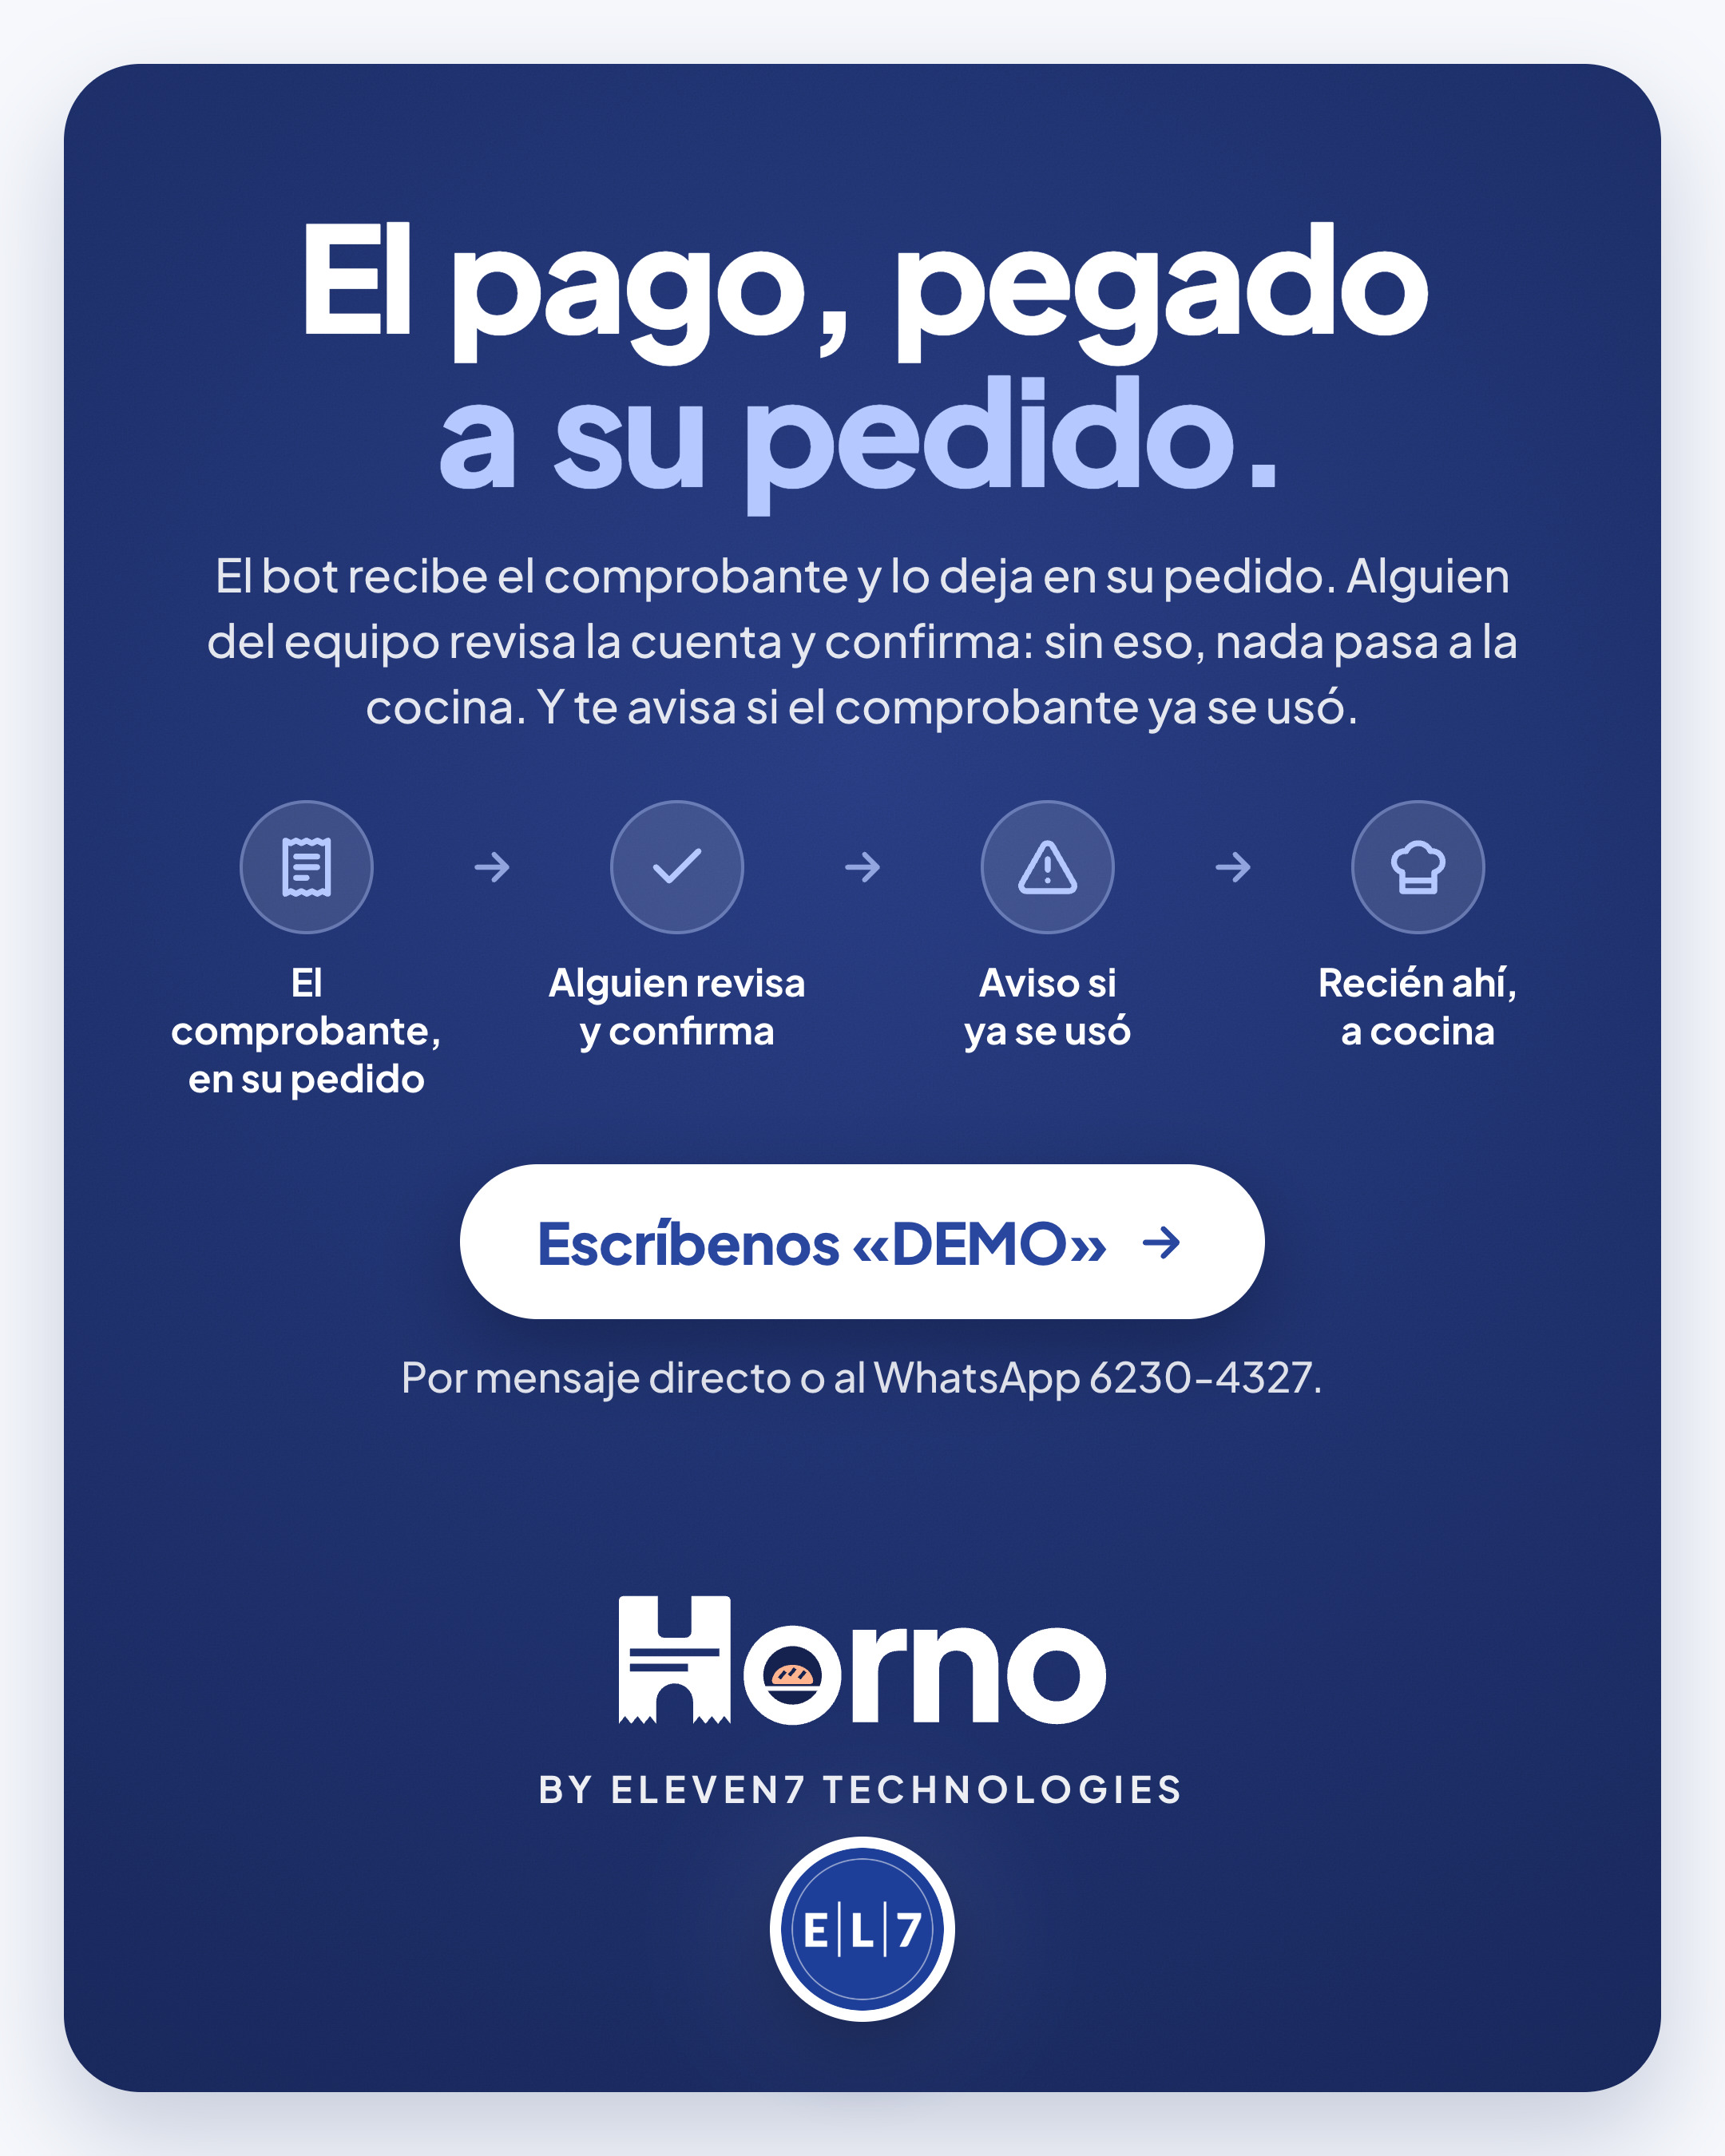 El pago, pegado
a su pedido.
El bot recibe el comprobante y lo deja en su pedido. Alguien
del equipo revisa la cuenta y confirma: sin eso, nada pasa a la
cocina. Y te avisa si el comprobante ya se usó.
El
comprobante,
en su pedido
Alguien revisa
y confirma
Aviso si
ya se usó
Recién ahí,
a cocina
Escríbenos «DEMO» →
Por mensaje directo o al WhatsApp 6230-4327.
Horno
BY ELEVEN7 TECHNOLOGIES
E|L|7